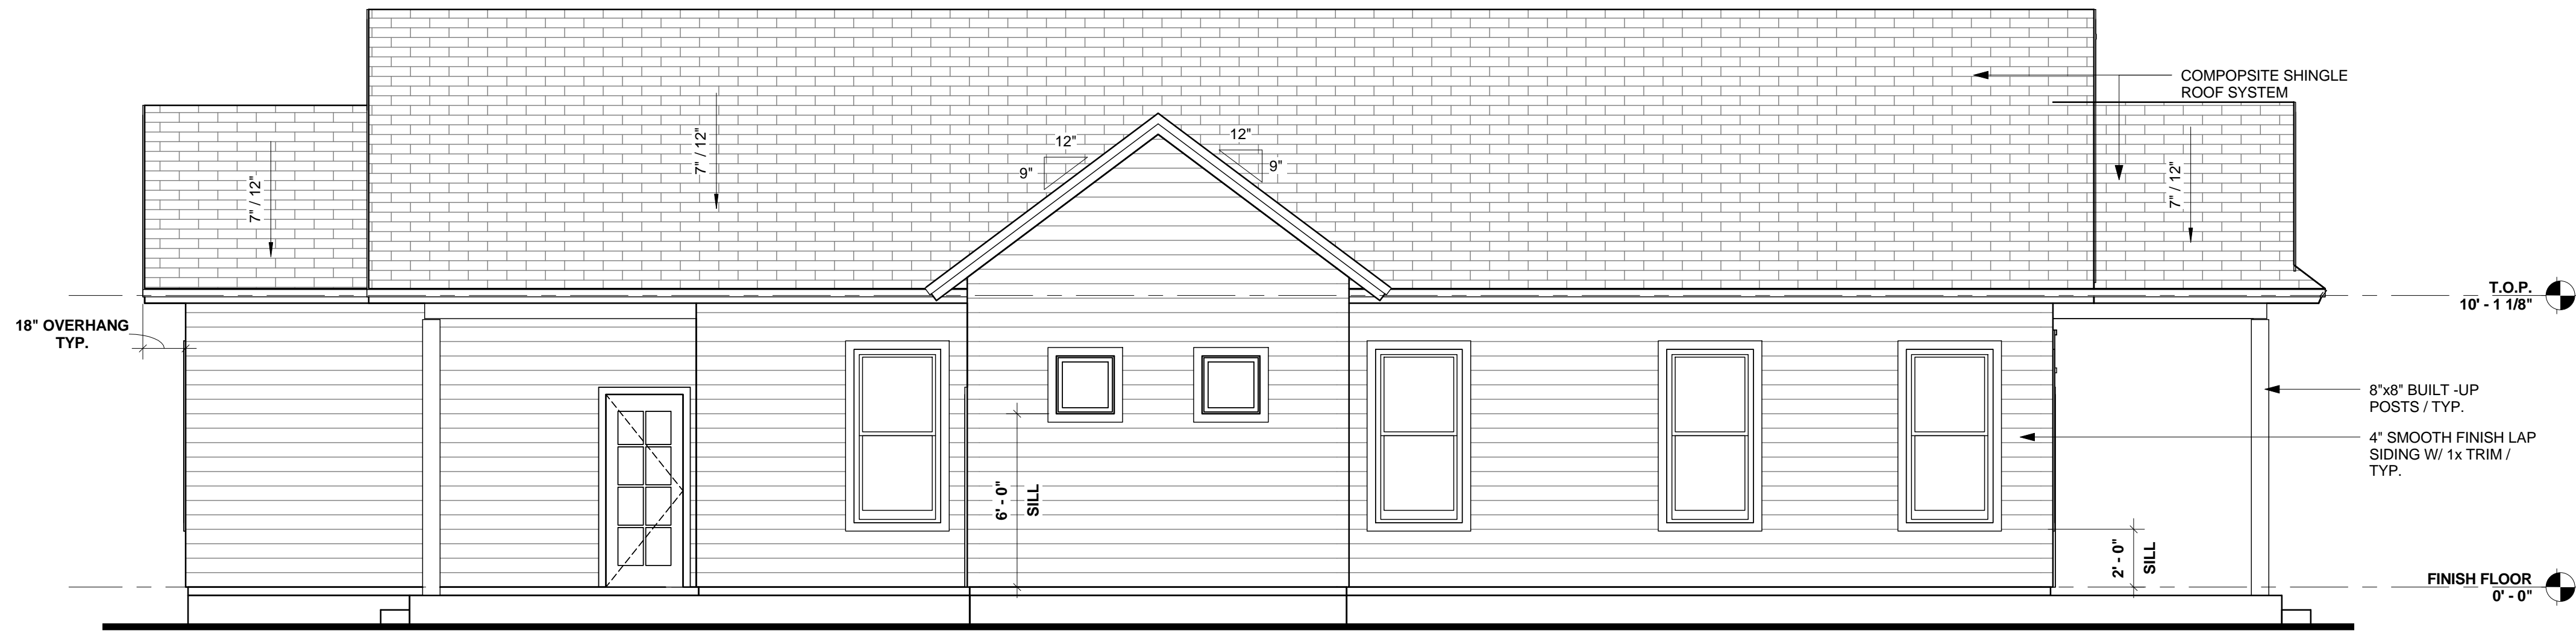 COMPOPSITE SHINGLE
ROOF SYSTEM
7" / 12"
7" / 12"
12"
9"
12"
9"
7" / 12"
T.O.P.
10' - 1 1/8"
18" OVERHANG
TYP.
8"x8" BUILT -UP
POSTS / TYP.
4" SMOOTH FINISH LAP
SIDING W/ 1x TRIM /
TYP.
6' - 0"
SILL
2' - 0"
SILL
FINISH FLOOR
0' - 0"